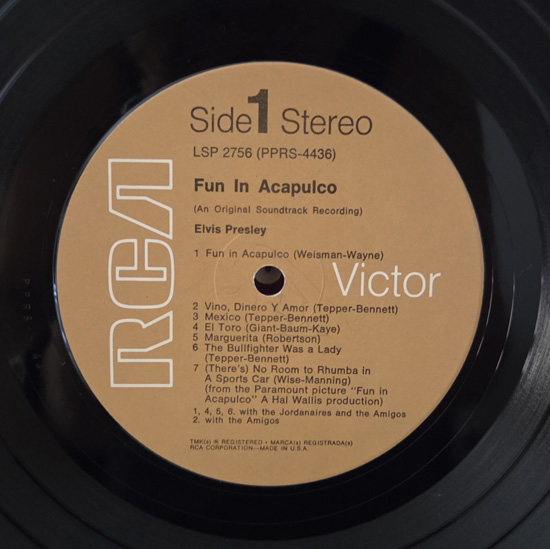 Side 1 Stereo
LSP 2756 (PPRS-4436)
Fun In Acapulco
(An Original Soundtrack Recording)
Elvis Presley
1 Fun in Acapulco (Weisman-Wayne)
RCA
Victor
2 Vino, Dinero Y Amor (Tepper-Bennett)
3 Mexico (Tepper-Bennett)
4 El Toro (Giant-Baum-Kaye)
5 Marguerita (Robertson)
6 The Bullfighter Was a Lady
(Tepper-Bennett)
7 (There's) No Room to Rhumba in
A Sports Car (Wise-Manning)
(from the Paramount picture "Fun in
Acapulco" A Hal Wallis production)
1, 4, 5, 6. with the Jordanaires and the Amigos
2. with the Amigos
TMK(s) ® REGISTERED • MARCA(s) REGISTRADA(s)
RCA CORPORATION—MADE IN U.S.A.